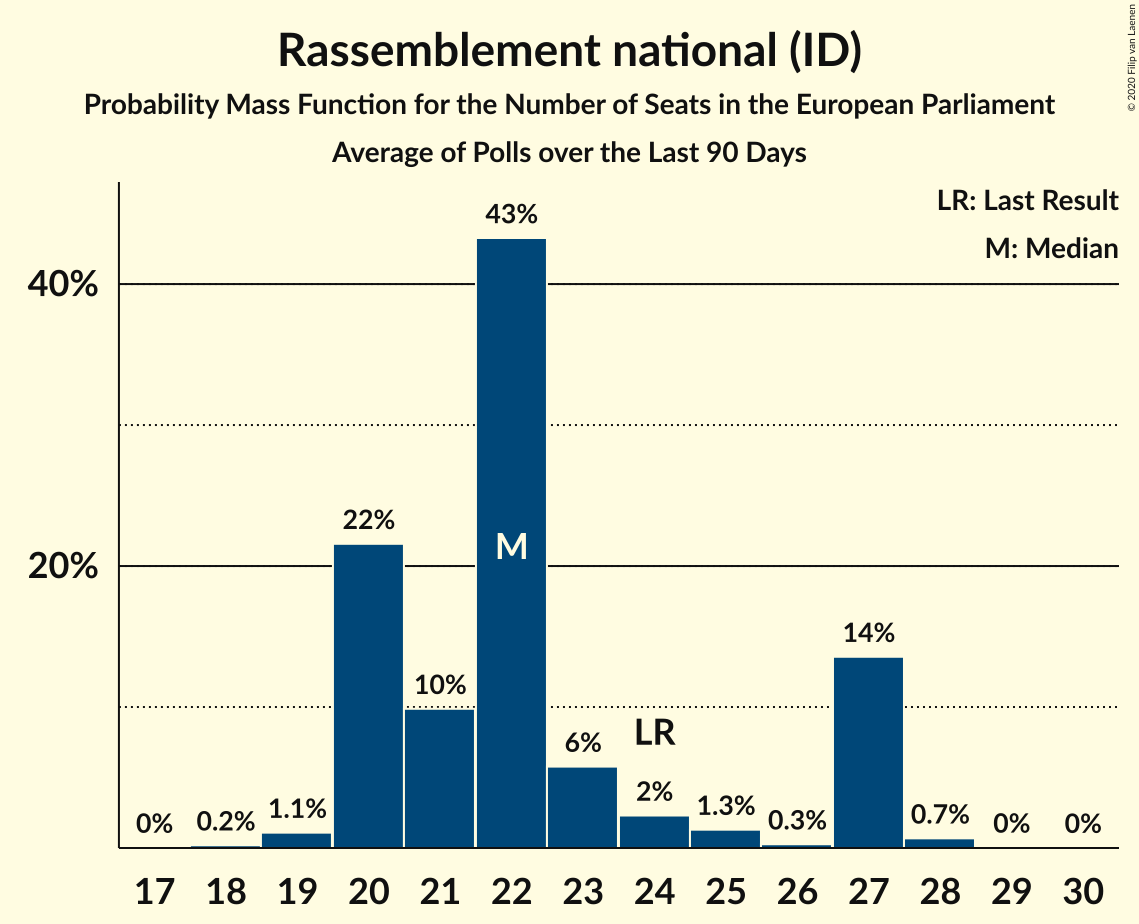 Rassemblement national (ID)
Probability Mass Function for the Number of Seats in the European Parliament
Average of Polls over the Last 90 Days
© 2020 Filip van Laenen
LR: Last Result
M: Median
40%
20%
0%
0.2%
1.1%
22%
10%
43%
M
6%
LR
2%
1.3%
0.3%
14%
0.7%
0%
0%
17 18 19 20 21 22 23 24 25 26 27 28 29 30